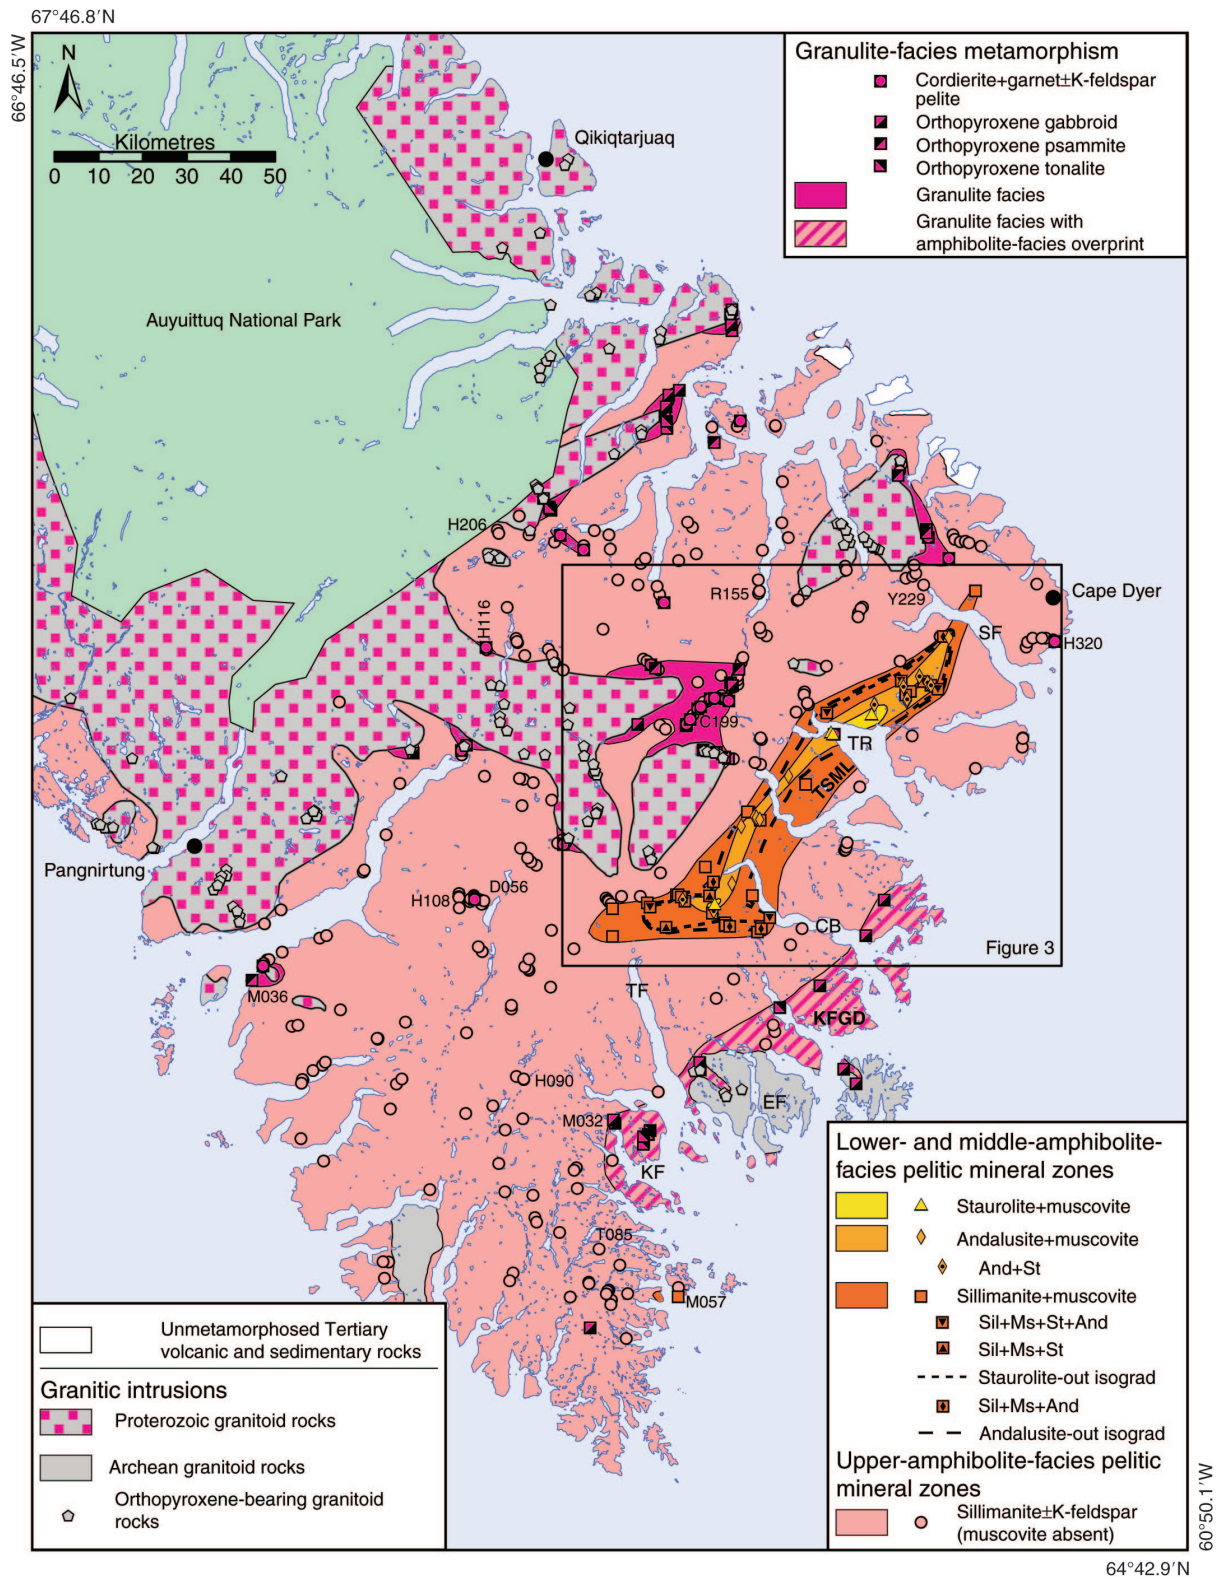 67°46.8′N
66°46.5′W
N
Kilometres
0 10 20 30 40 50
Granulite-facies metamorphism
Cordierite+garnet±K-feldspar
pelite
Orthopyroxene gabbroid
Orthopyroxene psammite
Orthopyroxene tonalite
Granulite facies
Granulite facies with
amphibolite-facies overprint
Qikiqtarjuaq
Auyuittuq National Park
H206
R155
Y229
Cape Dyer
H116
SF
H320
C199
TR
TSML
Pangnirtung
H108
D056
CB
Figure 3
M036
TF
KFGD
H090
EF
M032
KF
T085
M057
Lower- and middle-amphibolite-
facies pelitic mineral zones
Staurolite+muscovite
Andalusite+muscovite
And+St
Sillimanite+muscovite
Sil+Ms+St+And
Sil+Ms+St
Staurolite-out isograd
Sil+Ms+And
Andalusite-out isograd
Upper-amphibolite-facies pelitic
mineral zones
Sillimanite±K-feldspar
(muscovite absent)
Unmetamorphosed Tertiary
volcanic and sedimentary rocks
Granitic intrusions
Proterozoic granitoid rocks
Archean granitoid rocks
Orthopyroxene-bearing granitoid
rocks
60°50.1′W
64°42.9′N